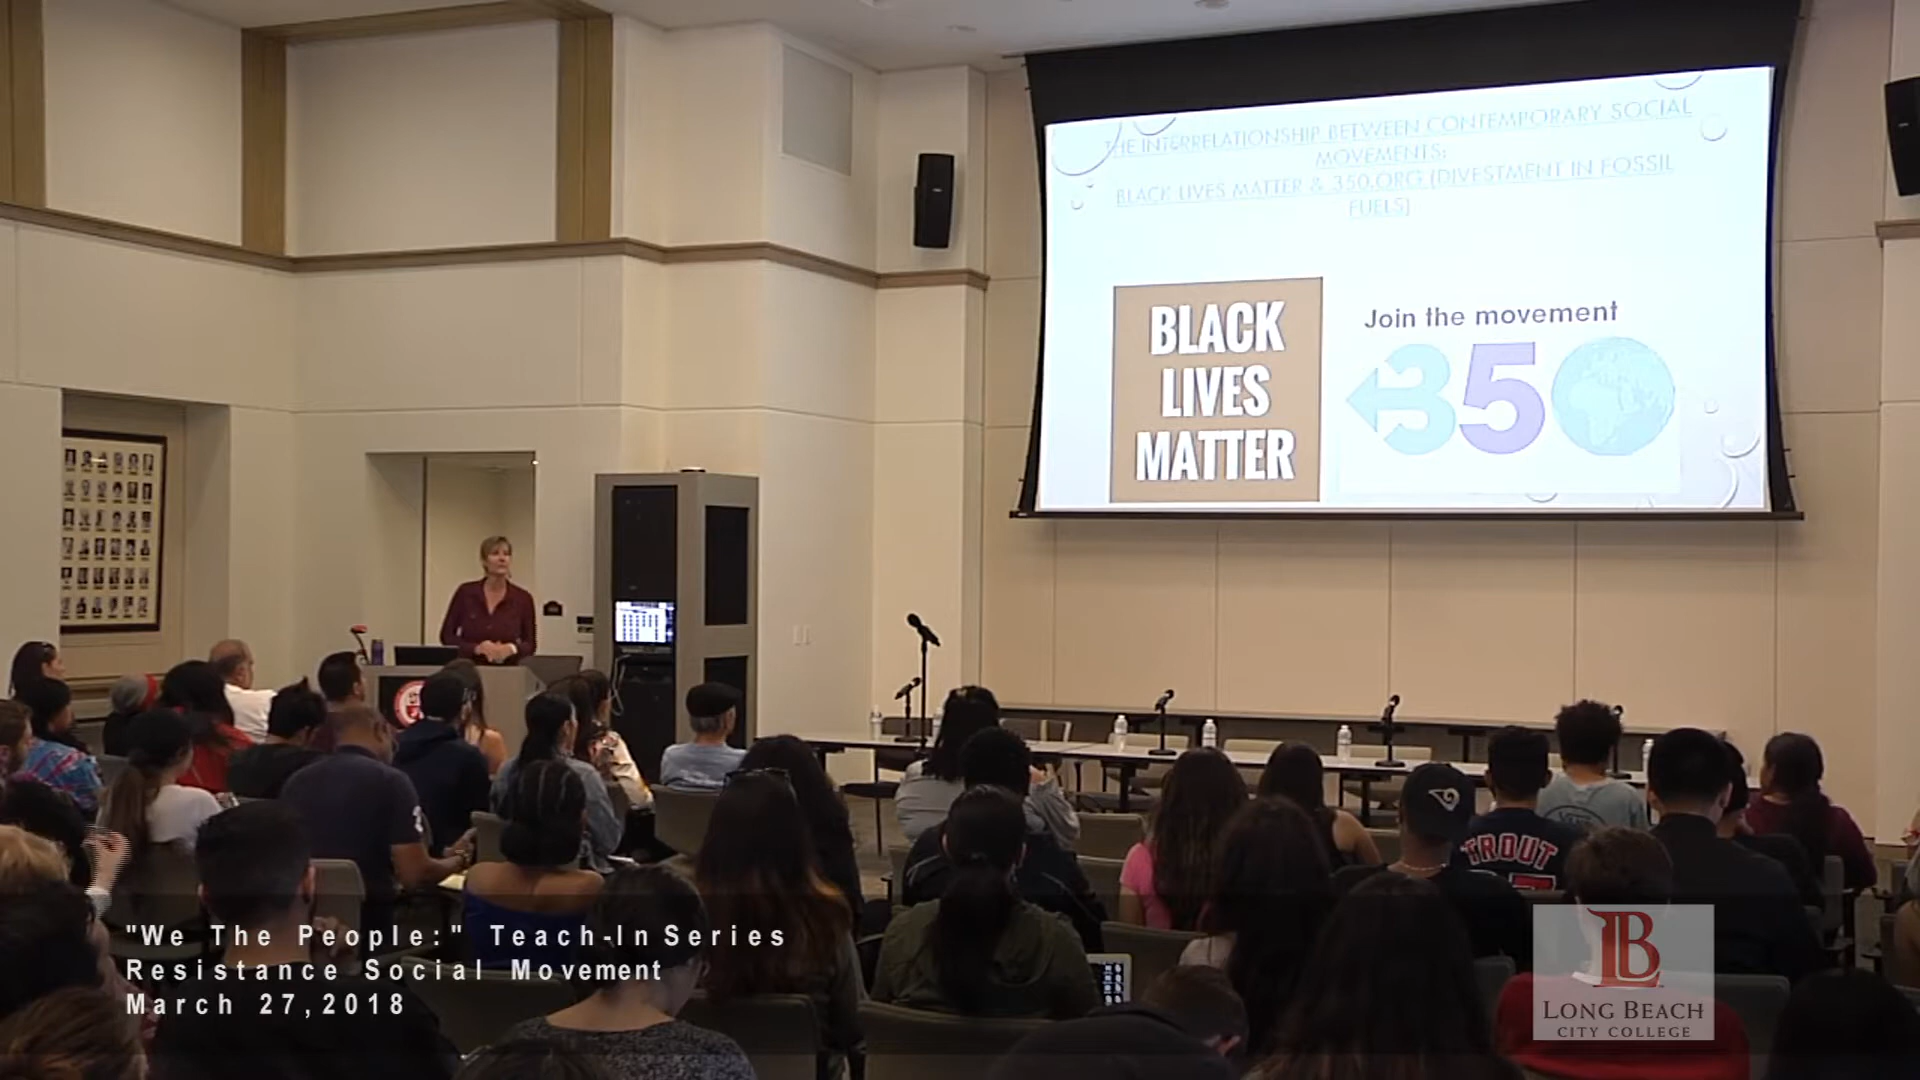 THE INTERRELATIONSHIP BETWEEN CONTEMPORARY SOCIAL
MOVEMENTS:
BLACK LIVES MATTER & 350.ORG (DIVESTMENT IN FOSSIL
FUELS)
BLACK
LIVES
MATTER
Join the movement
350
TROUT
"We The People:" Teach-In Series
Resistance Social Movement
March 27,2018
LB
LONG BEACH
CITY COLLEGE